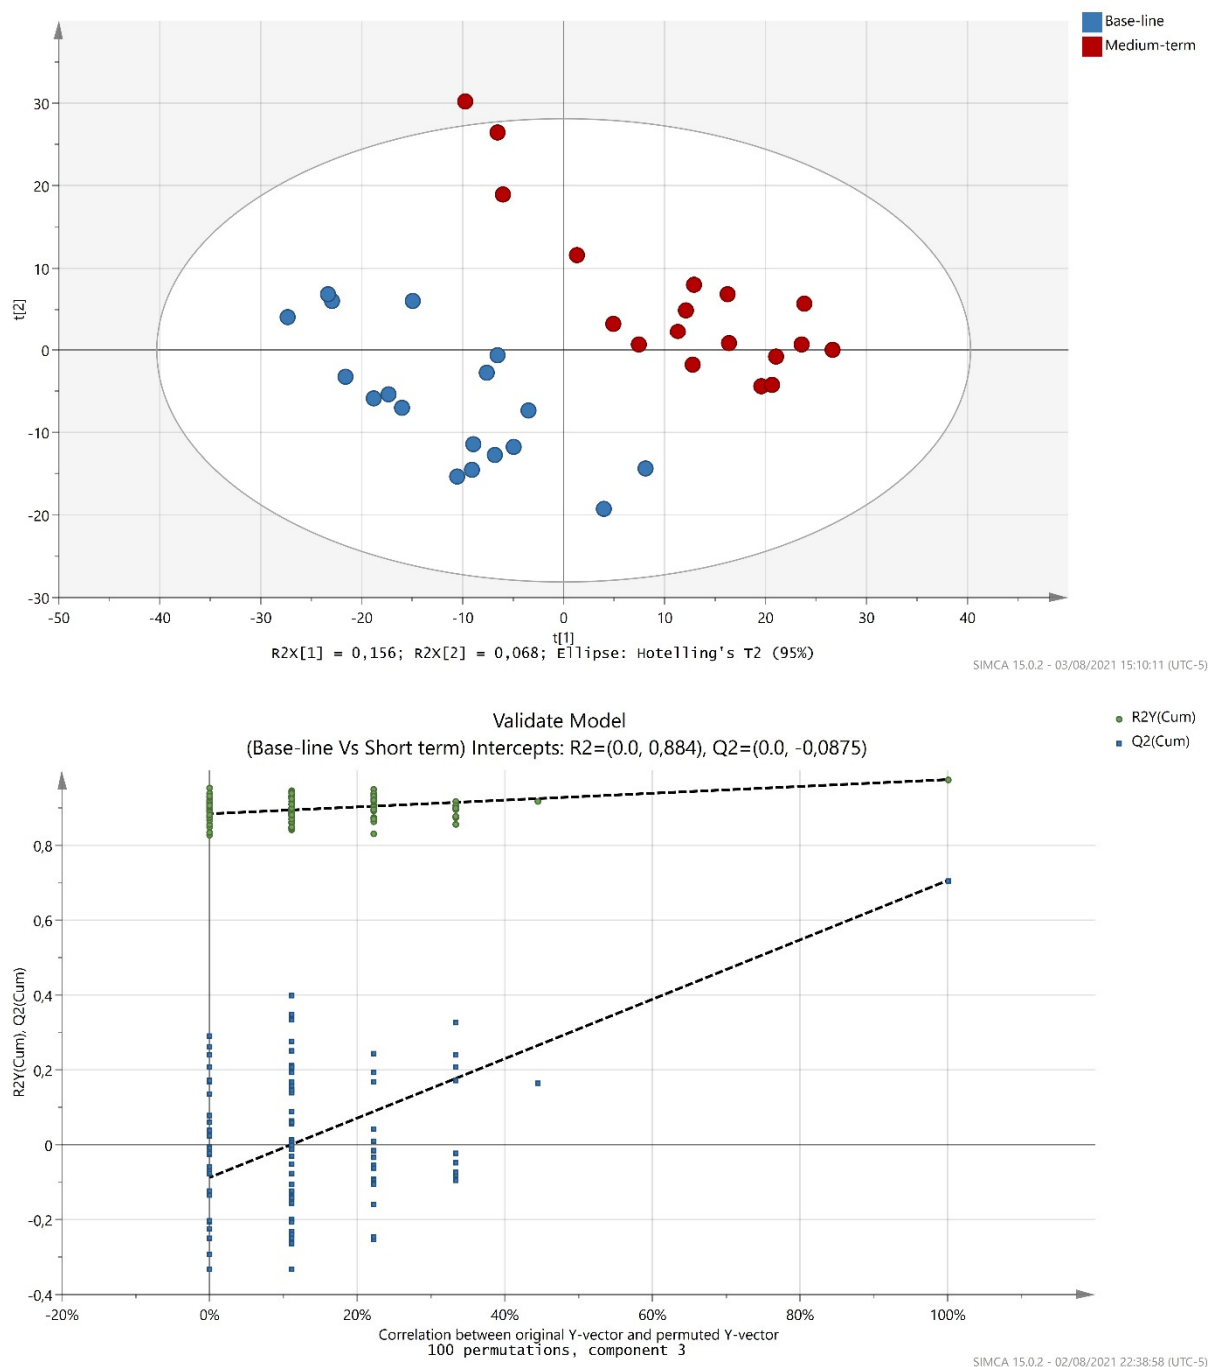 Base-line
Medium-term
30
20
10
0
-10
-20
-30
t[2]
-50 -40 -30 -20 -10 0 10 20 30 40
t[1]
R2X[1] = 0,156; R2X[2] = 0,068; Ellipse: Hotelling's T2 (95%)
SIMCA 15.0.2 - 03/08/2021 15:10:11 (UTC-5)
Validate Model
(Base-line Vs Short term) Intercepts: R2=(0.0, 0,884), Q2=(0.0, -0,0875)
R2Y(Cum)
Q2(Cum)
0,8
0,6
0,4
0,2
0
-0,2
-0,4
R2Y(Cum), Q2(Cum)
-20% 0% 20% 40% 60% 80% 100%
Correlation between original Y-vector and permuted Y-vector
100 permutations, component 3
SIMCA 15.0.2 - 02/08/2021 22:38:58 (UTC-5)